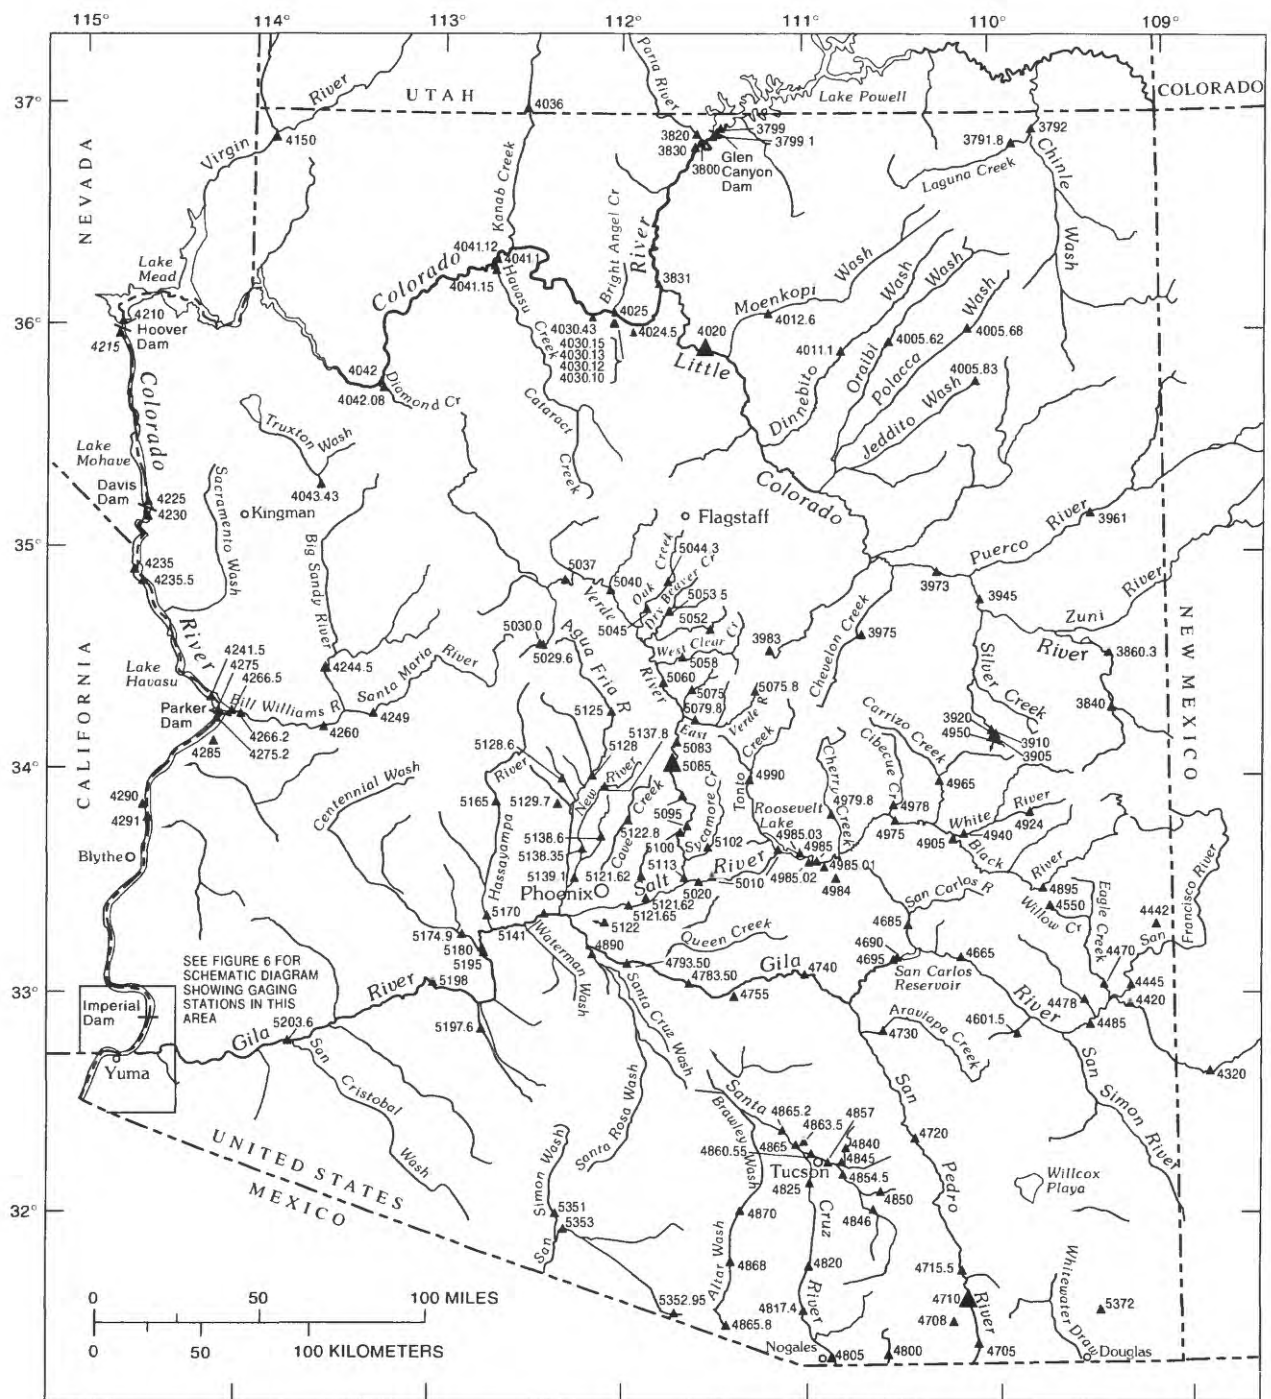 115°
114°
113°
112°
111°
110°
109°
37°
36°
35°
34°
33°
32°
NEVADA
UTAH
COLORADO
CALIFORNIA
NEW MEXICO
UNITED STATES
MEXICO
Virgin River
4150
4036
Kanab Creek
Paria River
Lake Powell
3820
3830
3800
3799
3799.1
Glen Canyon Dam
3791.8
3792
Laguna Creek
Chinle Wash
Lake Mead
4210
Hoover Dam
4215
Colorado River
4041.12
4041.1
4041.15
Havasu Creek
Bright Angel Cr
4025
4024.5
4030.43
4030.15
4030.13
4030.12
4030.10
3831
4020
Little Colorado River
Moenkopi Wash
4012.6
Dinnebito Wash
4011.1
Oraibi Wash
4005.62
Polacca Wash
4005.68
Jeddito Wash
4005.83
4042
4042.08
Diamond Cr
Cataract Creek
Truxton Wash
4043.43
Colorado River
Lake Mohave
Davis Dam
4225
4230
Sacramento Wash
Kingman
Big Sandy River
4235
4235.5
4241.5
4275
4266.5
Lake Havasu
Parker Dam
Bill Williams R
4266.2
4275.2
4285
4244.5
4260
4249
Santa Maria River
Flagstaff
5037
5040
Verde River
Oak Creek
5044.3
Dry Beaver Cr
5053.5
5045
5052
West Clear Cr
5058
5060
5075
5079.8
5075.8
East Verde R
5030.0
5029.6
Agua Fria R
5125
5137.8
5083
5085
5128
5128.6
New River
3983
Chevelon Creek
3975
3973
Puerco River
3961
3945
Zuni River
3860.3
3840
Silver Creek
3920
4950
3910
3905
Carrizo Creek
Cibecue Cr
4965
4978
4975
Tonto Creek
4990
Cherry Creek
4979.8
Roosevelt Lake
4985.03
4985
4985.01
4985.02
4984
White River
4940
4924
4905
Black River
4895
Centennial Wash
Hassayampa River
5165
5129.7
5138.6
5138.35
5139.1
5121.62
Cave Creek
5122.8
5095
5100
Sycamore Cr
5102
5113
Salt River
5010
5020
5121.62
5121.65
5122
Phoenix
4290
4291
Blythe
5170
5174.9
5180
5195
5141
5198
5197.6
Waterman Wash
4890
Queen Creek
4793.50
4783.50
Gila
4740
4755
Santa Cruz Wash
Santa Rosa Wash
San Carlos R
4685
4690
4695
San Carlos Reservoir
4665
River
Willow Cr
4550
Eagle Creek
4470
4442
San Francisco River
4445
4420
4478
4485
4320
4601.5
Aravaipa Creek
4730
San Simon River
SEE FIGURE 6 FOR
SCHEMATIC DIAGRAM
SHOWING GAGING
STATIONS IN THIS
AREA
Imperial Dam
Yuma
Gila River
5203.6
San Cristobal Wash
San Simon Wash
5351
5353
5352.95
Santa Cruz River
Brawley Wash
4865.2
4863.5
4857
4865
4860.55
4840
4845
Tucson
4854.5
4825
4850
4846
4870
Altar Wash
4868
4865.8
4820
4817.4
Nogales
4805
4800
San Pedro River
4720
4715.5
4710
4708
4705
Willcox Playa
Whitewater Draw
5372
Douglas
0 50 100 MILES
0 50 100 KILOMETERS